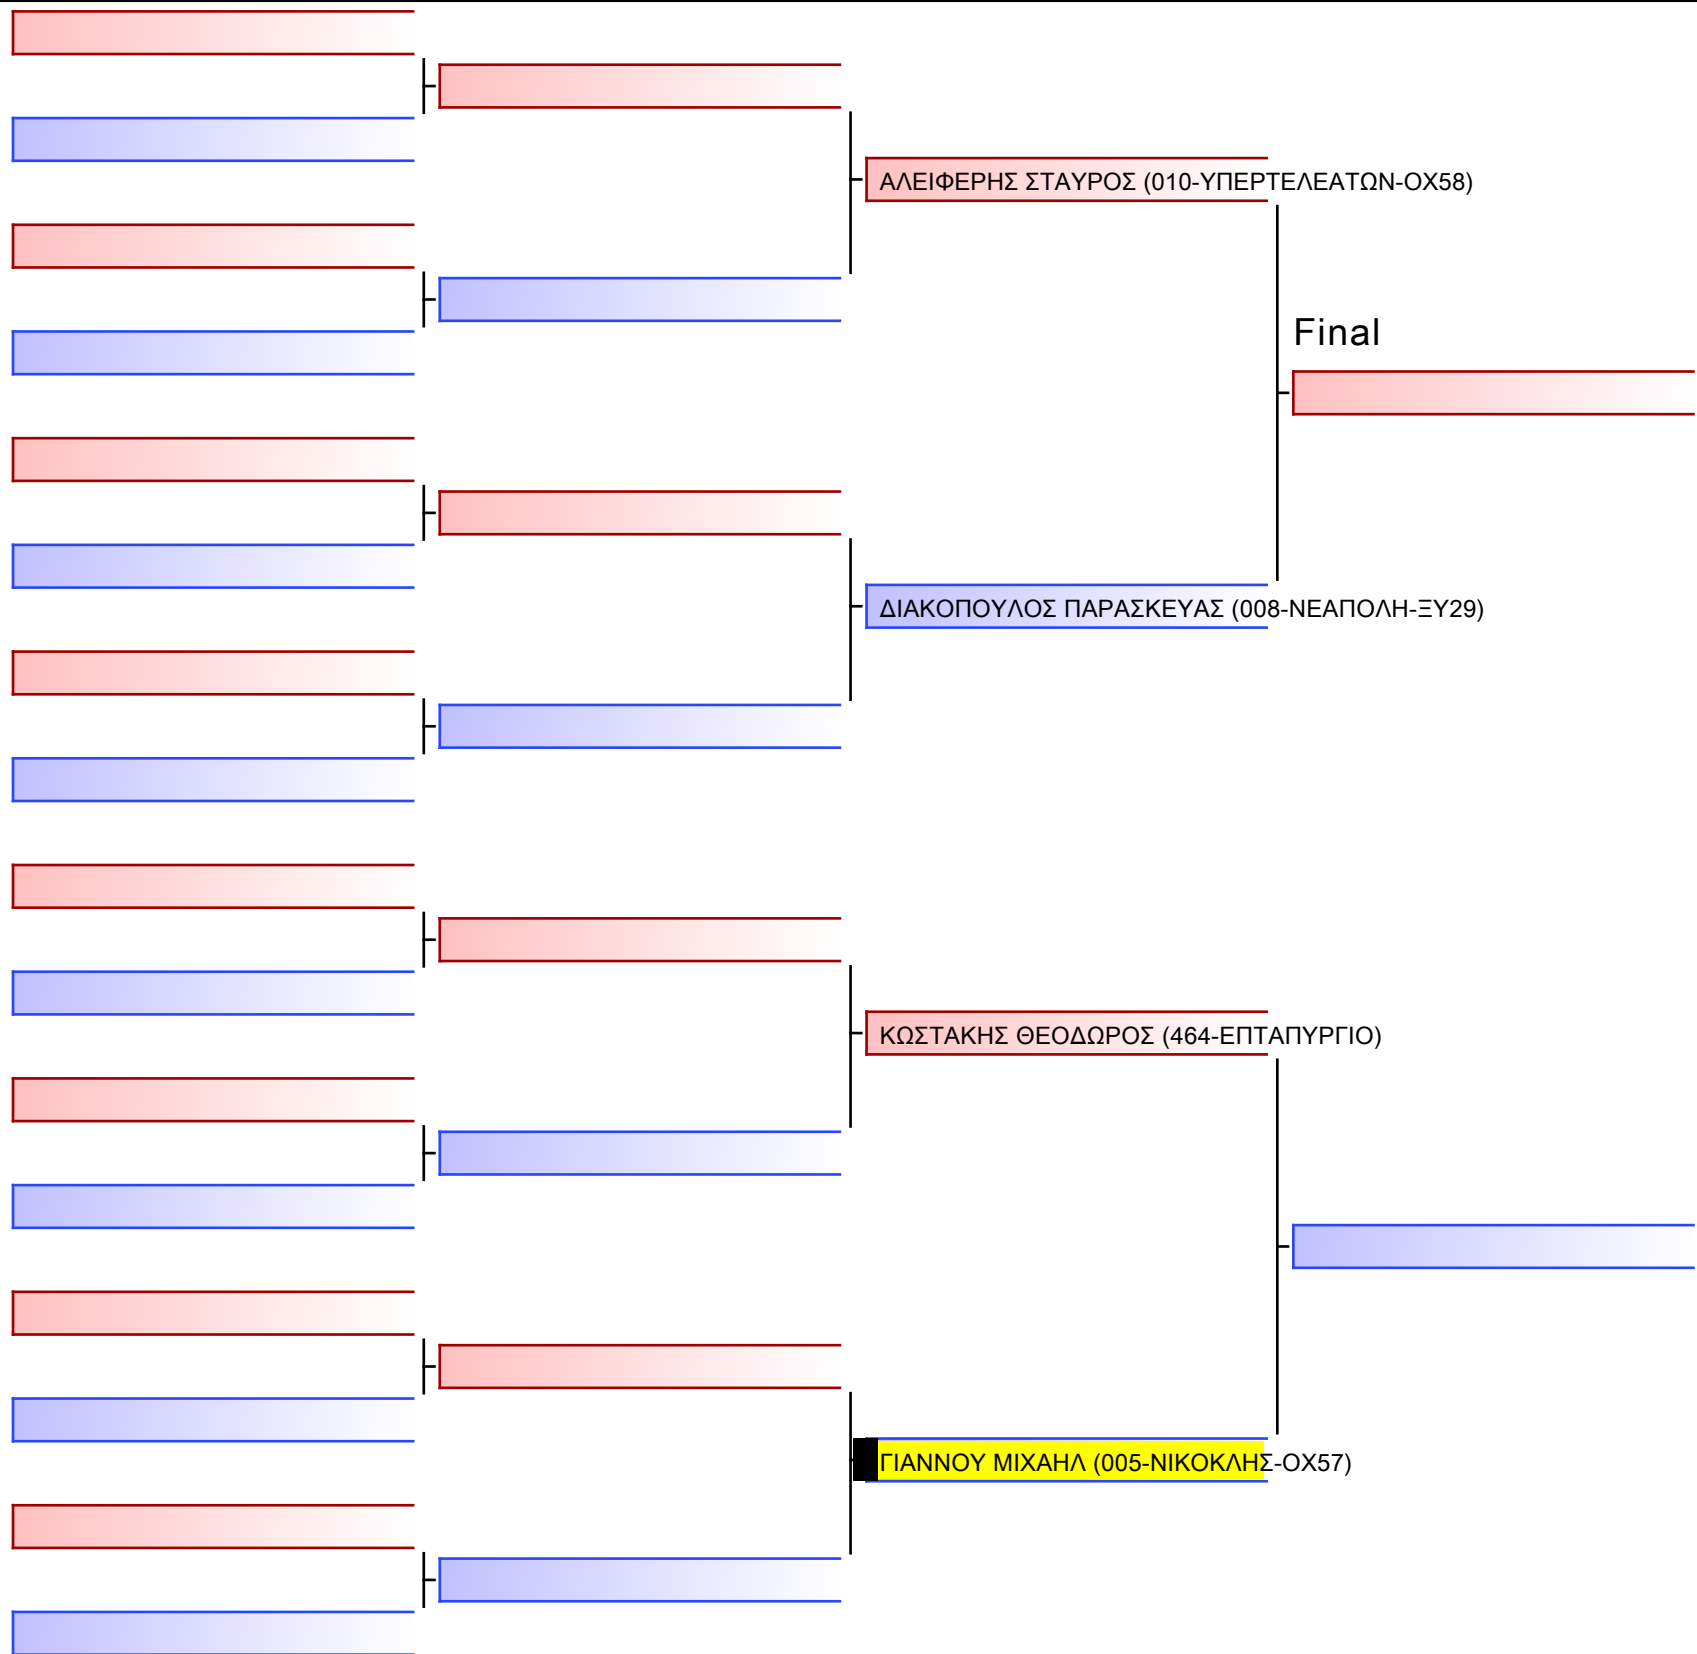 ΑΛΕΙΦΕΡΗΣ ΣΤΑΥΡΟΣ (010-ΥΠΕΡΤΕΛΕΑΤΩΝ-ΟΧ58)
Final
ΔΙΑΚΟΠΟΥΛΟΣ ΠΑΡΑΣΚΕΥΑΣ (008-ΝΕΑΠΟΛΗ-ΞΥ29)
ΚΩΣΤΑΚΗΣ ΘΕΟΔΩΡΟΣ (464-ΕΠΤΑΠΥΡΓΙΟ)
ΓΙΑΝΝΟΥ ΜΙΧΑΗΛ (005-ΝΙΚΟΚΛΗΣ-ΟΧ57)